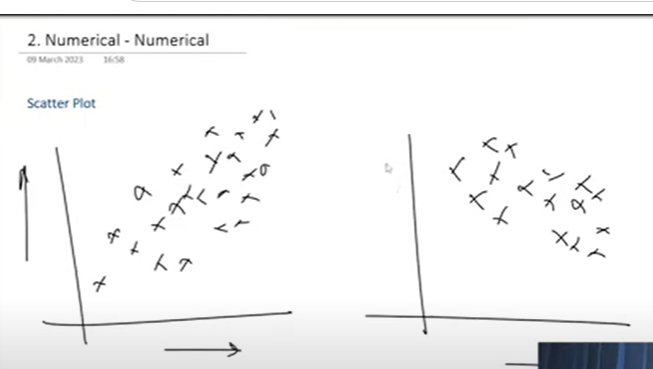 2. Numerical - Numerical
09 March 2023 16:58
Scatter Plot